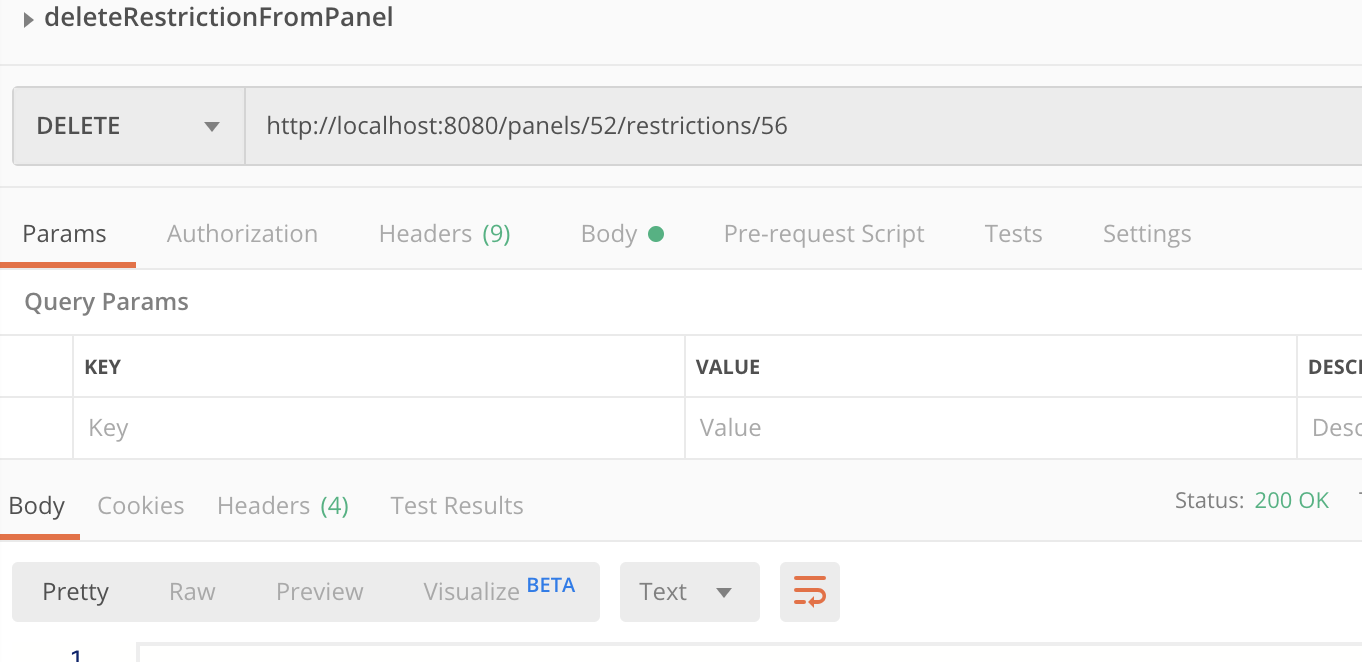 deleteRestrictionFromPanel
DELETE http://localhost:8080/panels/52/restrictions/56
Params Authorization Headers (9) Body Pre-request Script Tests Settings
Query Params
KEY VALUE DESCI
Key Value Desc
Body Cookies Headers (4) Test Results Status: 200 OK
Pretty Raw Preview Visualize BETA Text
1